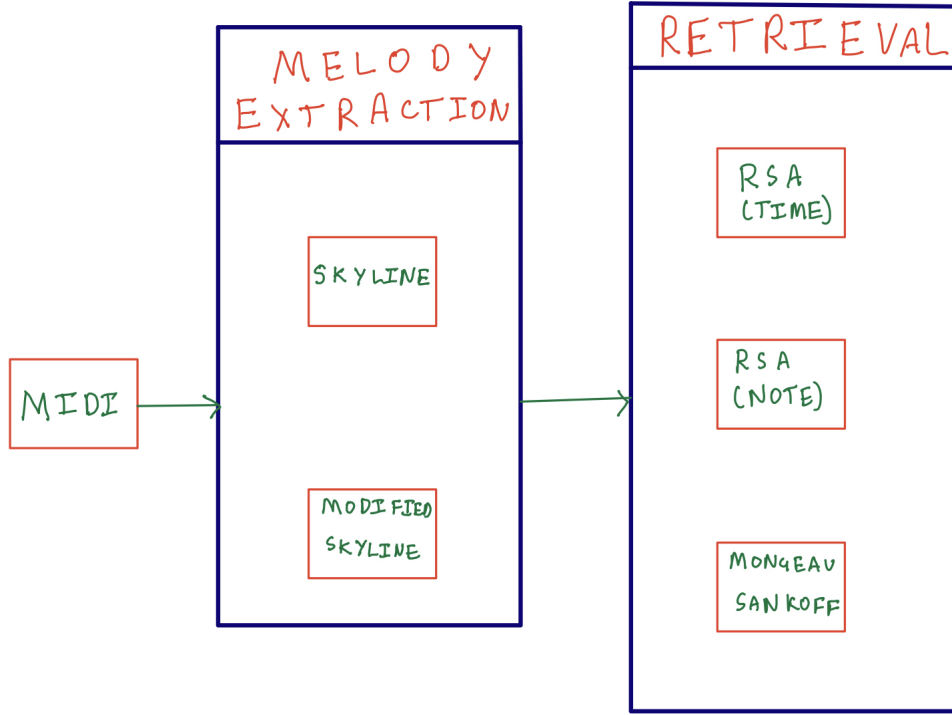 MIDI
MELODY
EXTRACTION
SKYLINE
MODIFIED
SKYLINE
RETRIEVAL
RSA
(TIME)
RSA
(NOTE)
MONGEAU
SANKOFF